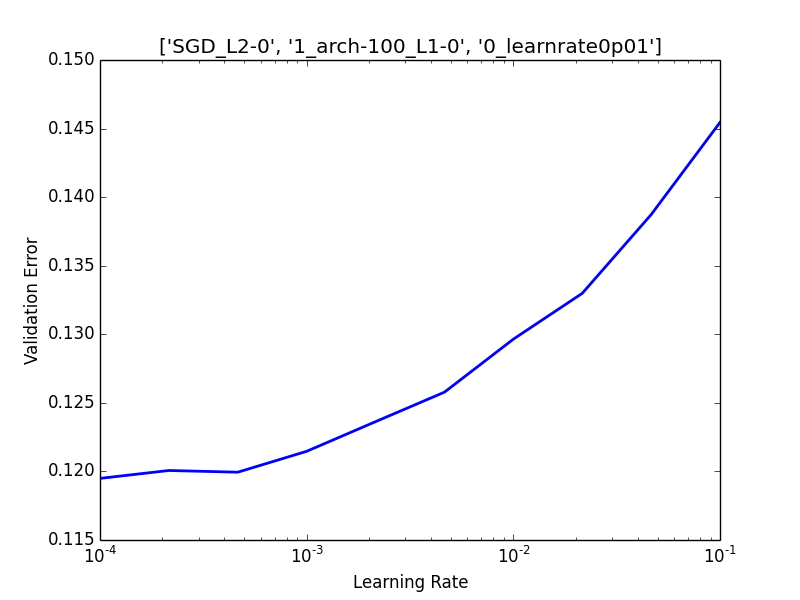 ['SGD_L2-0', '1_arch-100_L1-0', '0_learnrate0p01']
0.150
0.145
0.140
0.135
0.130
0.125
0.120
0.115
Validation Error
10⁻⁴ 10⁻³ 10⁻² 10⁻¹
Learning Rate